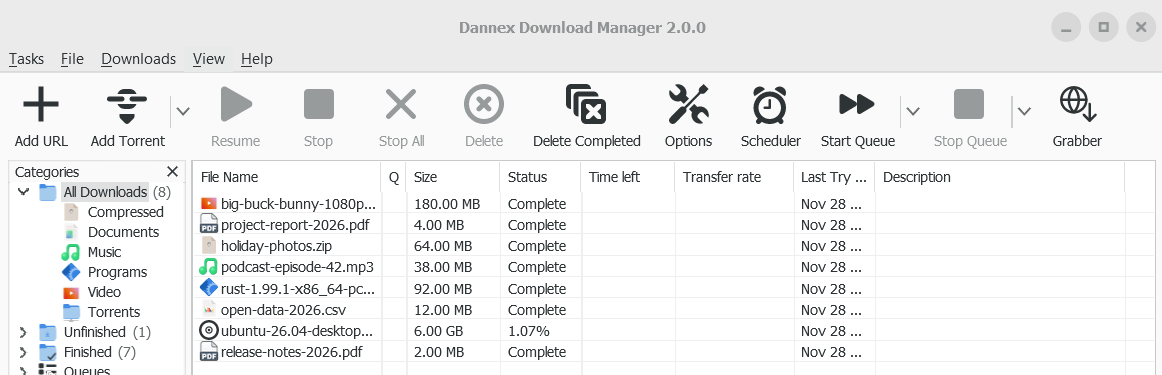 Dannex Download Manager 2.0.0
Tasks File Downloads View Help
Add URL Add Torrent Resume Stop Stop All Delete Delete Completed Options Scheduler Start Queue Stop Queue Grabber
Categories
All Downloads (8)
Compressed
Documents
Music
Programs
Video
Torrents
Unfinished (1)
Finished (7)
Queues
File Name Q Size Status Time left Transfer rate Last Try ... Description
big-buck-bunny-1080p... 180.00 MB Complete Nov 28 ...
PDF project-report-2026.pdf 4.00 MB Complete Nov 28 ...
holiday-photos.zip 64.00 MB Complete Nov 28 ...
podcast-episode-42.mp3 38.00 MB Complete Nov 28 ...
rust-1.99.1-x86_64-pc... 92.00 MB Complete Nov 28 ...
open-data-2026.csv 12.00 MB Complete Nov 28 ...
ubuntu-26.04-desktop... 6.00 GB 1.07% Nov 28 ...
PDF release-notes-2026.pdf 2.00 MB Complete Nov 28 ...